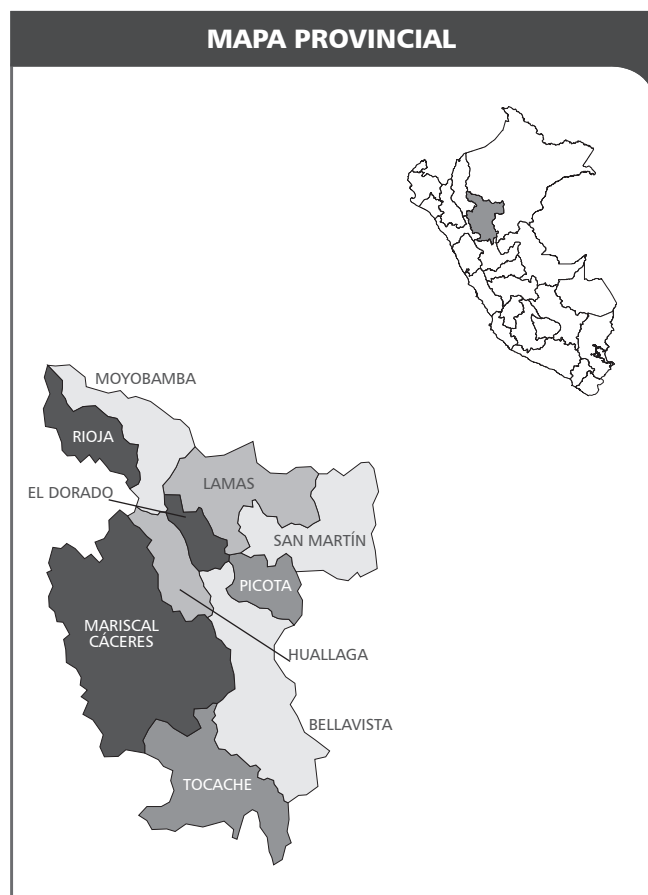 MAPA PROVINCIAL
MOYOBAMBA
RIOJA
LAMAS
EL DORADO
SAN MARTÍN
PICOTA
MARISCAL
CÁCERES
HUALLAGA
BELLAVISTA
TOCACHE